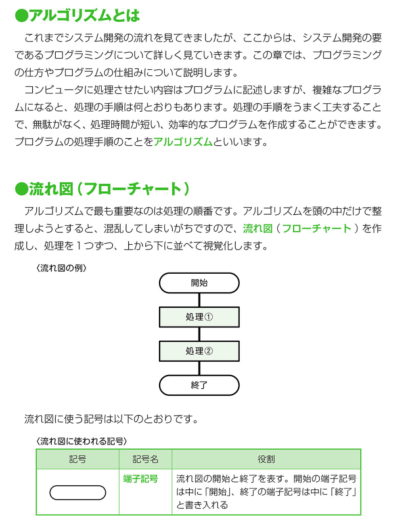 ●アルゴリズムとは
これまでシステム開発の流れを見てきましたが、ここからは、システム開発の要
であるプログラミングについて詳しく見ていきます。この章では、プログラミング
の仕方やプログラムの仕組みについて説明します。
コンピュータに処理させたい内容はプログラムに記述しますが、複雑なプログラ
ムになると、処理の手順は何とおりもあります。処理の手順をうまく工夫すること
で、無駄がなく、処理時間が短い、効率的なプログラムを作成することができます。
プログラムの処理手順のことをアルゴリズムといいます。
●流れ図(フローチャート)
アルゴリズムで最も重要なのは処理の順番です。アルゴリズムを頭の中だけで整
理しようとすると、混乱してしまいがちですので、流れ図(フローチャート)を作
成し、処理を1つずつ、上から下に並べて視覚化します。
〈流れ図の例〉
開始
処理①
処理②
終了
流れ図に使う記号は以下のとおりです。
〈流れ図に使われる記号〉
記号 記号名 役割
端子記号 流れ図の開始と終了を表す。開始の端子記号
は中に「開始」、終了の端子記号は中に「終了」
と書き入れる